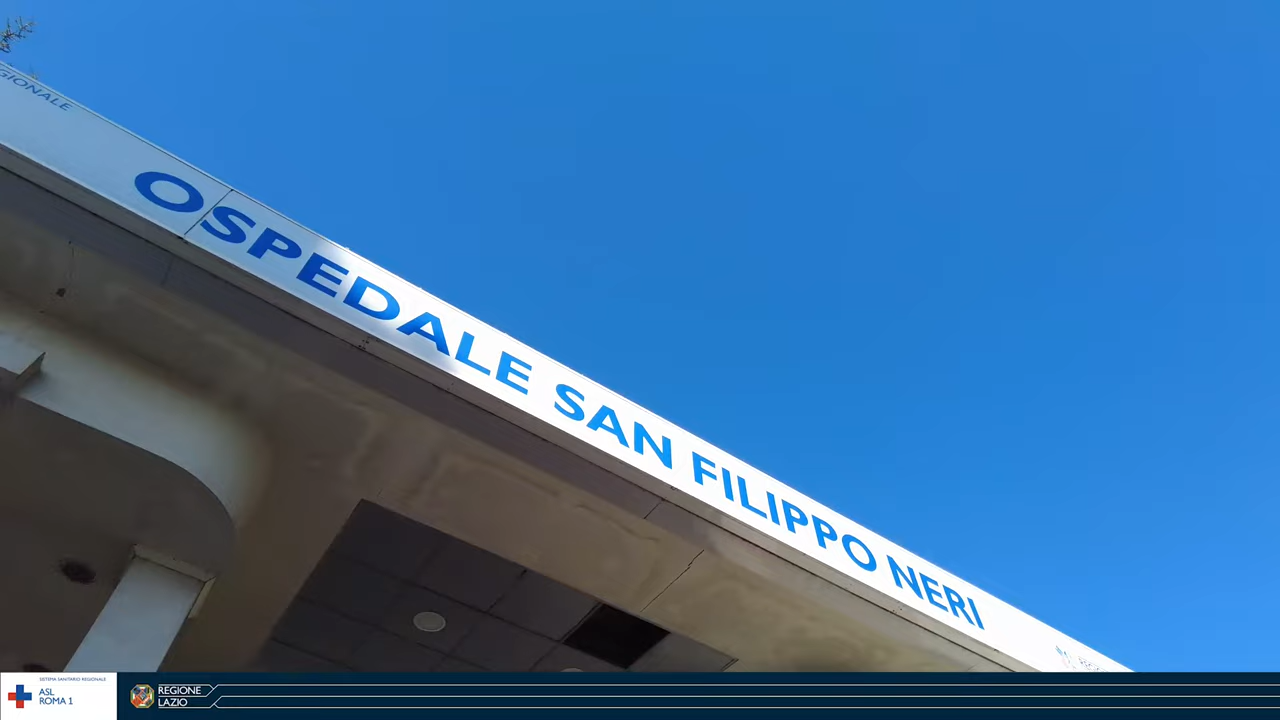 GIONALE
OSPEDALE SAN FILIPPO NERI
SISTEMA SANITARIO REGIONALE
ASL
ROMA 1
REGIONE
LAZIO